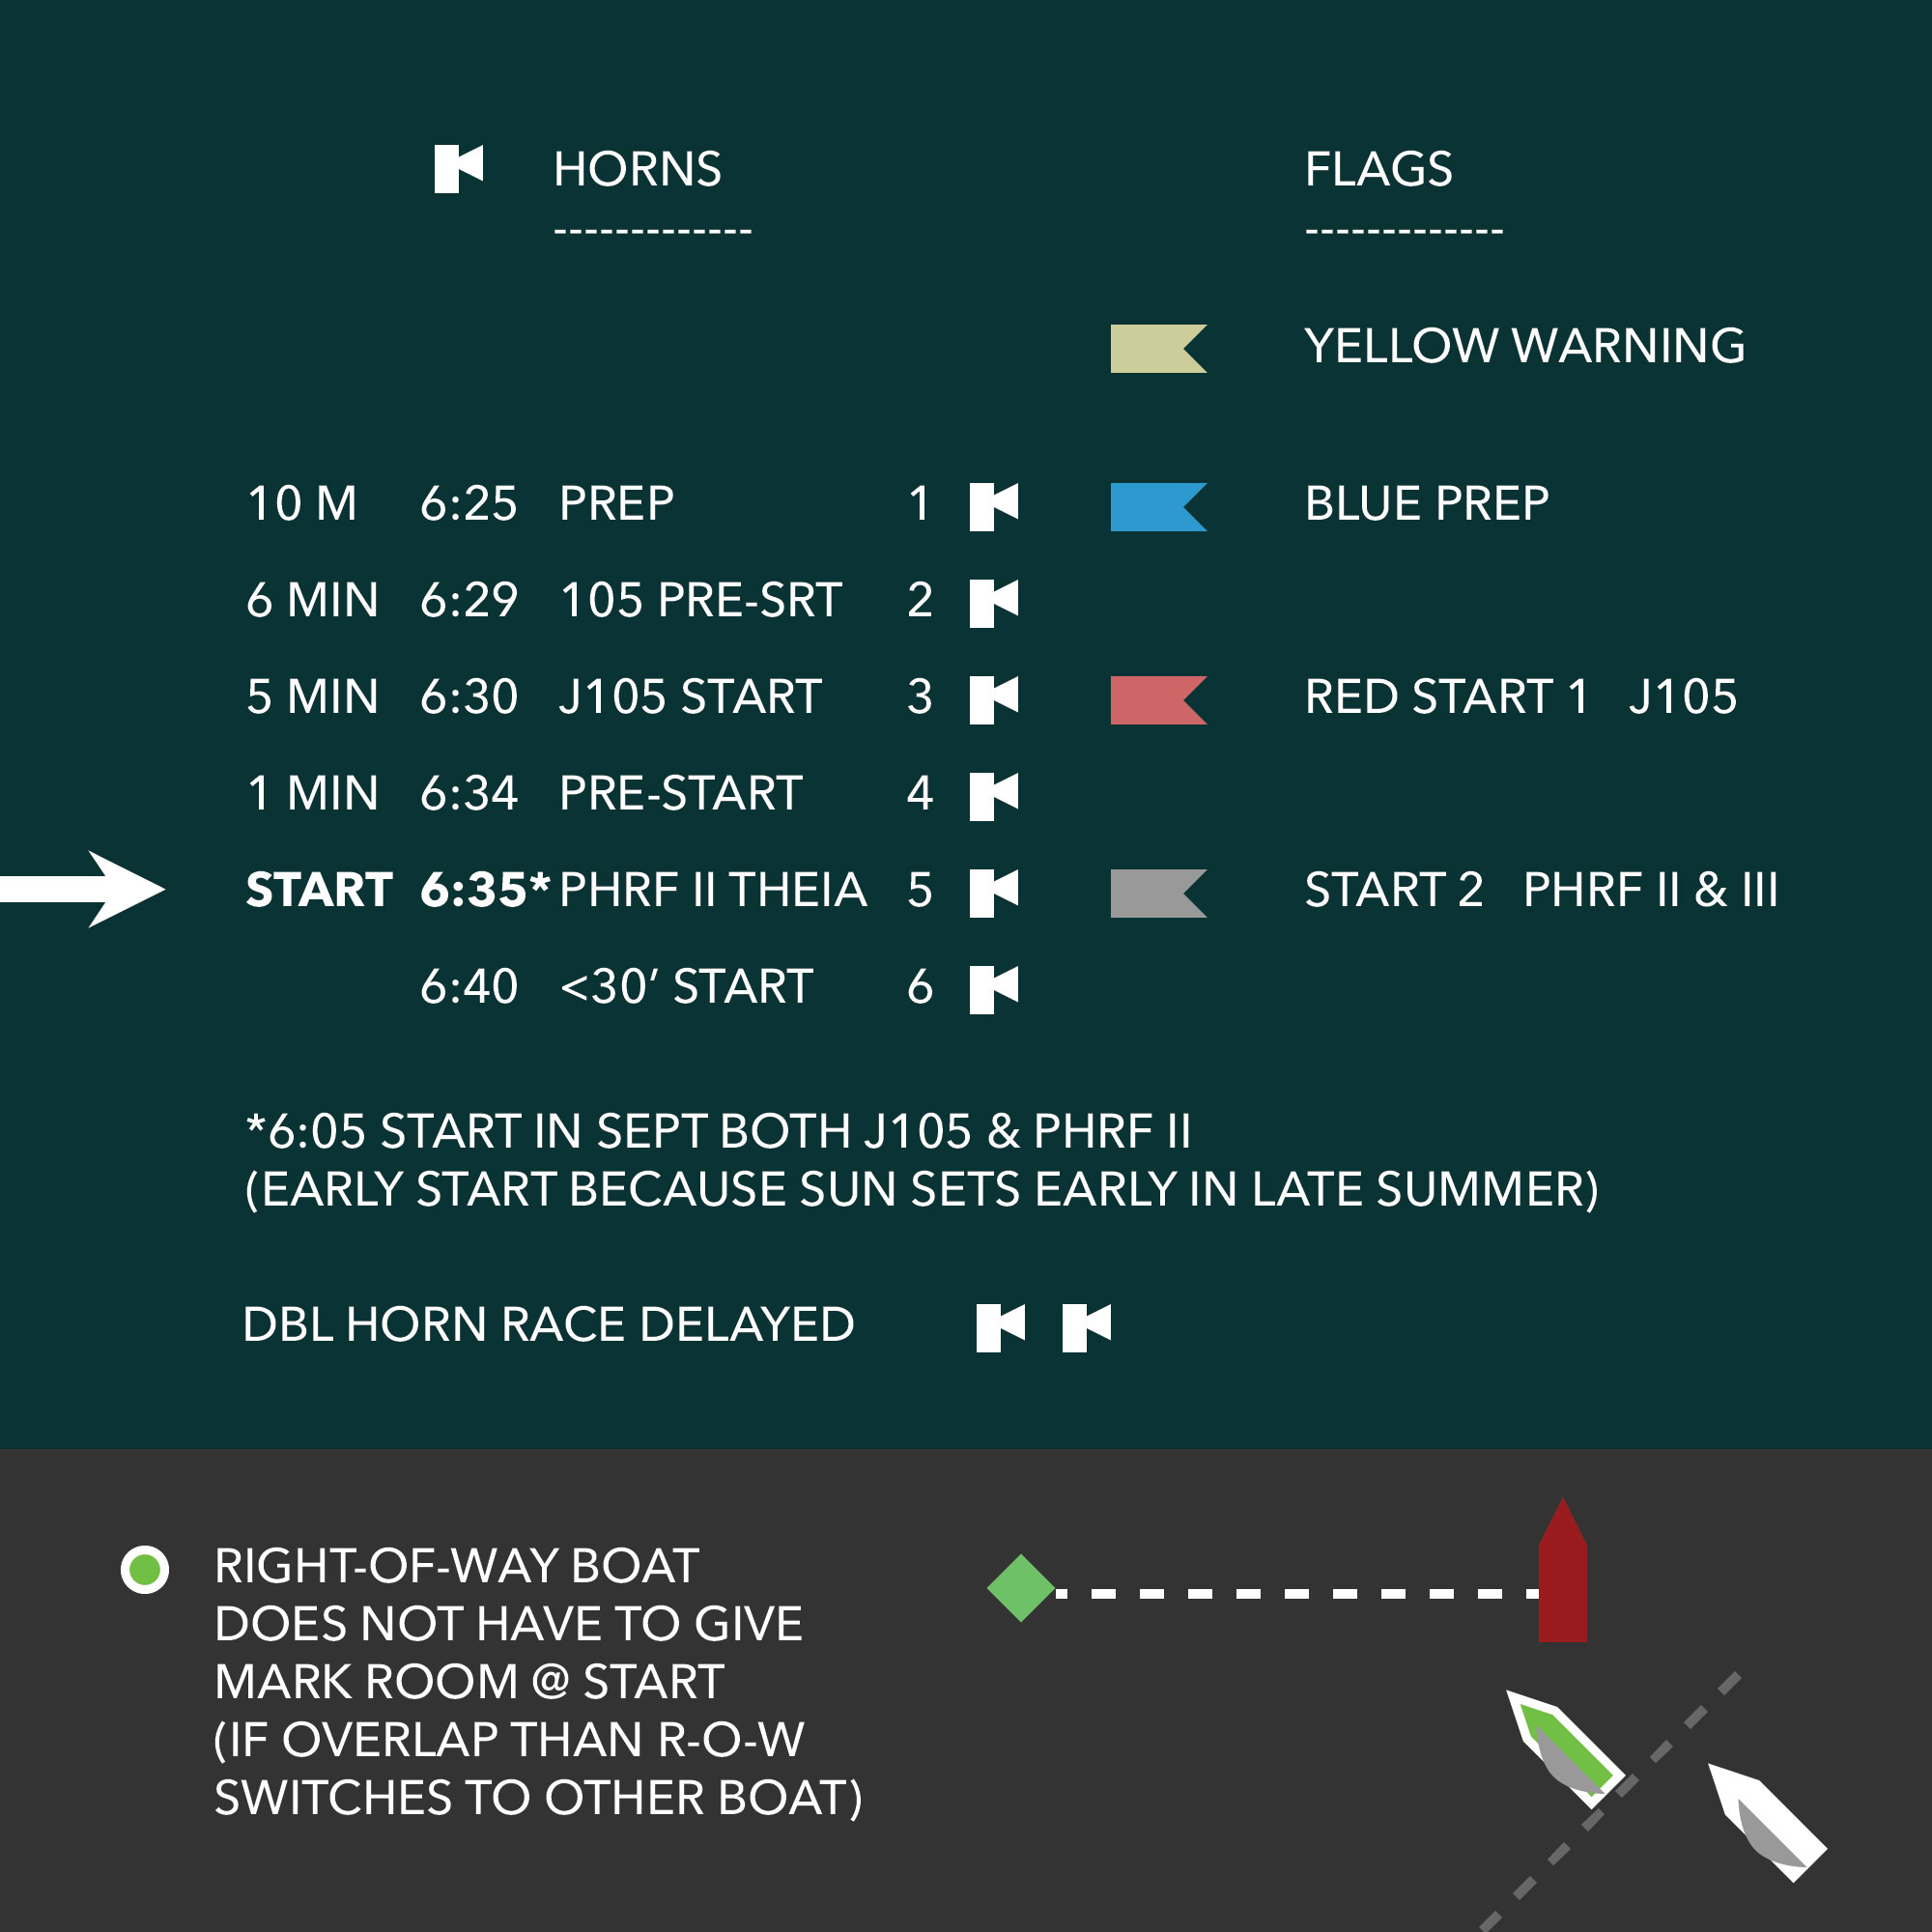 HORNS FLAGS
------------- -------------
YELLOW WARNING
10 M 6:25 PREP 1 BLUE PREP
6 MIN 6:29 105 PRE-SRT 2
5 MIN 6:30 J105 START 3 RED START 1 J105
1 MIN 6:34 PRE-START 4
START 6:35* PHRF II THEIA 5 START 2 PHRF II & III
6:40 <30’ START 6
*6:05 START IN SEPT BOTH J105 & PHRF II
(EARLY START BECAUSE SUN SETS EARLY IN LATE SUMMER)
DBL HORN RACE DELAYED
RIGHT-OF-WAY BOAT
DOES NOT HAVE TO GIVE
MARK ROOM @ START
(IF OVERLAP THAN R-O-W
SWITCHES TO OTHER BOAT)